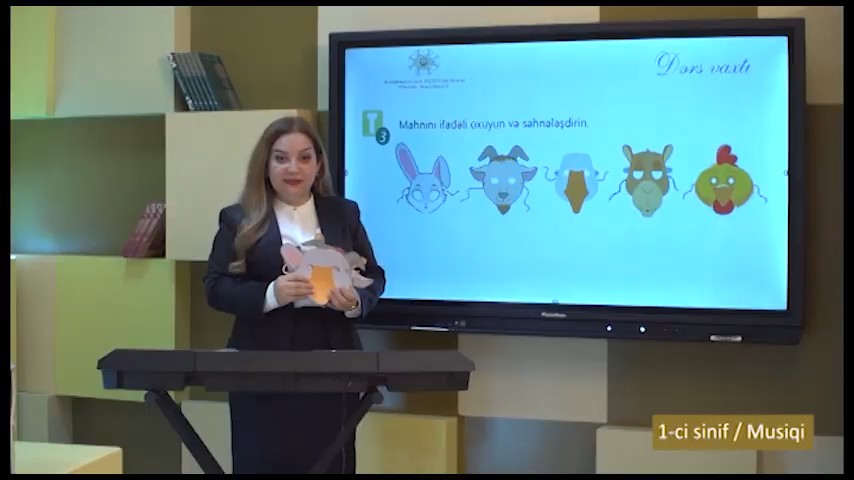 Dərs vaxtı
T
3
Mahnını ifadəli oxuyun və səhnələşdirin.
1-ci sinif / Musiqi